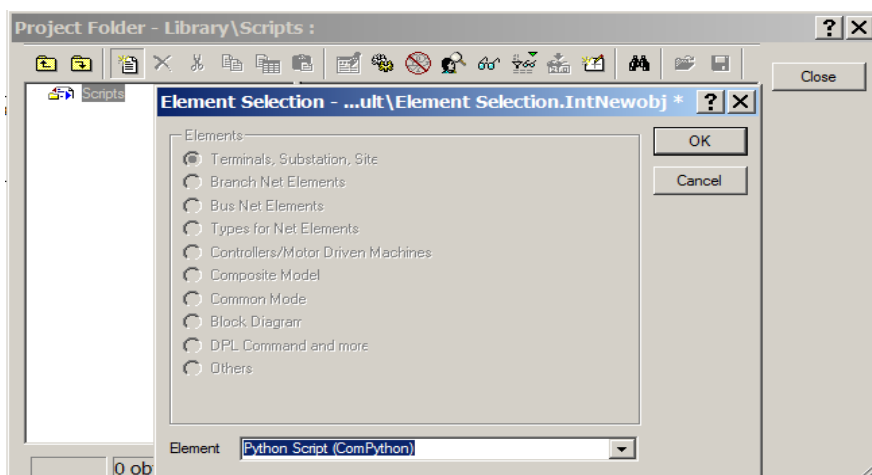 Project Folder - Library\Scripts :
Close
Scripts
Element Selection - ...ult\Element Selection.IntNewobj *
Elements
OK
Terminals, Substation, Site
Branch Net Elements
Cancel
Bus Net Elements
Types for Net Elements
Controllers/Motor Driven Machines
Composite Model
Common Mode
Block Diagram
DPL Command and more
Others
Element Python Script (ComPython)
0 ob